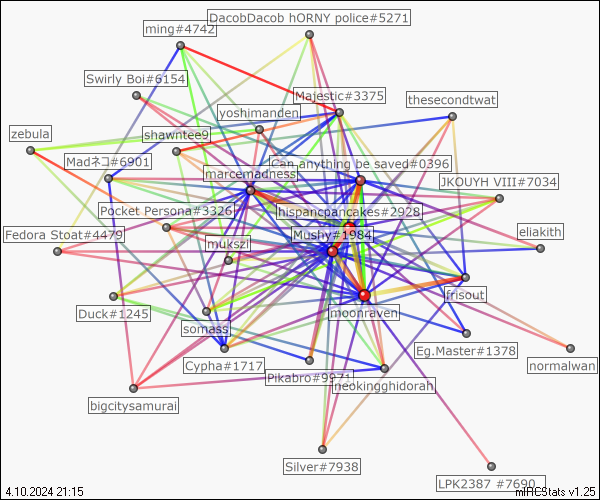 DacobDacob hORNY police#5271
ming#4742
Swirly Boi#6154
Majestic#3375
thesecondtwat
yoshimanden
zebula
shawntee9
Madネコ#6901
Can anything be saved#0396
marcemadness
JKOUYH VIII#7034
Pocket Persona#3326
hispancpancakes#2928
Fedora Stoat#4479
Mushy#1984
eliakith
mukszi
frisout
Duck#1245
moonraven
somass
Eg.Master#1378
Cypha#1717
normalwan
Pikabro#9971
neokingghidorah
bigcitysamurai
Silver#7938
LPK2387 #7690
4.10.2024 21:15
mIRCStats v1.25